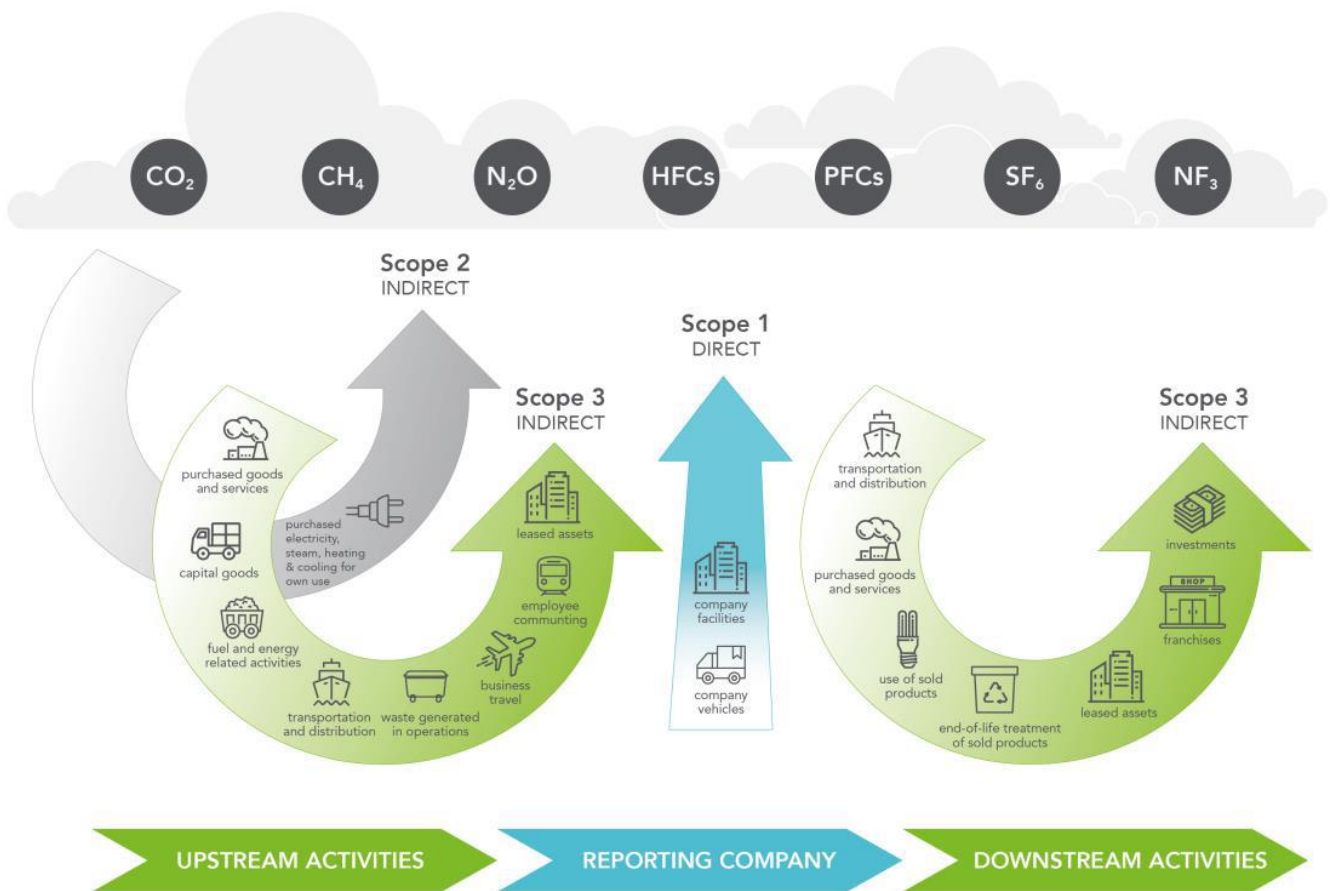 CO₂
CH₄
N₂O
HFCs
PFCs
SF₆
NF₃
Scope 2
INDIRECT
Scope 1
DIRECT
Scope 3
INDIRECT
Scope 3
INDIRECT
purchased goods
and services
capital goods
fuel and energy
related activities
transportation
and distribution
waste generated
in operations
business
travel
employee
communting
leased assets
purchased
electricity,
steam, heating
& cooling for
own use
company
facilities
company
vehicles
transportation
and distribution
purchased goods
and services
use of sold
products
end-of-life treatment
of sold products
leased assets
SHOP
franchises
investments
UPSTREAM ACTIVITIES
REPORTING COMPANY
DOWNSTREAM ACTIVITIES